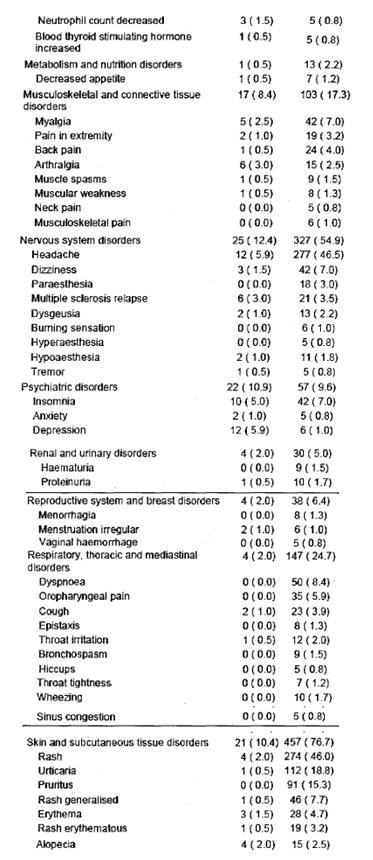 Neutrophil count decreased 3 ( 1.5) 5 ( 0.8)
Blood thyroid stimulating hormone 1 ( 0.5) 5 ( 0.8)
increased
Metabolism and nutrition disorders 1 ( 0.5) 13 ( 2.2)
Decreased appetite 1 ( 0.5) 7 ( 1.2)
Musculoskeletal and connective tissue 17 ( 8.4) 103 ( 17.3)
disorders
Myalgia 5 ( 2.5) 42 ( 7.0)
Pain in extremity 2 ( 1.0) 19 ( 3.2)
Back pain 1 ( 0.5) 24 ( 4.0)
Arthralgia 6 ( 3.0) 15 ( 2.5)
Muscle spasms 1 ( 0.5) 9 ( 1.5)
Muscular weakness 1 ( 0.5) 8 ( 1.3)
Neck pain 0 ( 0.0) 5 ( 0.8)
Musculoskeletal pain 0 ( 0.0) 6 ( 1.0)
Nervous system disorders 25 ( 12.4) 327 ( 54.9)
Headache 12 ( 5.9) 277 ( 46.5)
Dizziness 3 ( 1.5) 42 ( 7.0)
Paraesthesia 0 ( 0.0) 18 ( 3.0)
Multiple sclerosis relapse 6 ( 3.0) 21 ( 3.5)
Dysgeusia 2 ( 1.0) 13 ( 2.2)
Burning sensation 0 ( 0.0) 6 ( 1.0)
Hyperaesthesia 0 ( 0.0) 5 ( 0.8)
Hypoaesthesia 2 ( 1.0) 11 ( 1.8)
Tremor 1 ( 0.5) 5 ( 0.8)
Psychiatric disorders 22 ( 10.9) 57 ( 9.6)
Insomnia 10 ( 5.0) 42 ( 7.0)
Anxiety 2 ( 1.0) 5 ( 0.8)
Depression 12 ( 5.9) 6 ( 1.0)
Renal and urinary disorders 4 ( 2.0) 30 ( 5.0)
Haematuria 0 ( 0.0) 9 ( 1.5)
Proteinuria 1 ( 0.5) 10 ( 1.7)
Reproductive system and breast disorders 4 ( 2.0) 38 ( 6.4)
Menorrhagia 0 ( 0.0) 8 ( 1.3)
Menstruation irregular 2 ( 1.0) 6 ( 1.0)
Vaginal haemorrhage 0 ( 0.0) 5 ( 0.8)
Respiratory, thoracic and mediastinal 4 ( 2.0) 147 ( 24.7)
disorders
Dyspnoea 0 ( 0.0) 50 ( 8.4)
Oropharyngeal pain 0 ( 0.0) 35 ( 5.9)
Cough 2 ( 1.0) 23 ( 3.9)
Epistaxis 0 ( 0.0) 8 ( 1.3)
Throat irritation 1 ( 0.5) 12 ( 2.0)
Bronchospasm 0 ( 0.0) 9 ( 1.5)
Hiccups 0 ( 0.0) 5 ( 0.8)
Throat tightness 0 ( 0.0) 7 ( 1.2)
Wheezing 0 ( 0.0) 10 ( 1.7)
Sinus congestion 0 ( 0.0) 5 ( 0.8)
Skin and subcutaneous tissue disorders 21 ( 10.4) 457 ( 76.7)
Rash 4 ( 2.0) 274 ( 46.0)
Urticaria 1 ( 0.5) 112 ( 18.8)
Pruritus 0 ( 0.0) 91 ( 15.3)
Rash generalised 1 ( 0.5) 46 ( 7.7)
Erythema 3 ( 1.5) 28 ( 4.7)
Rash erythematous 1 ( 0.5) 19 ( 3.2)
Alopecia 4 ( 2.0) 15 ( 2.5)